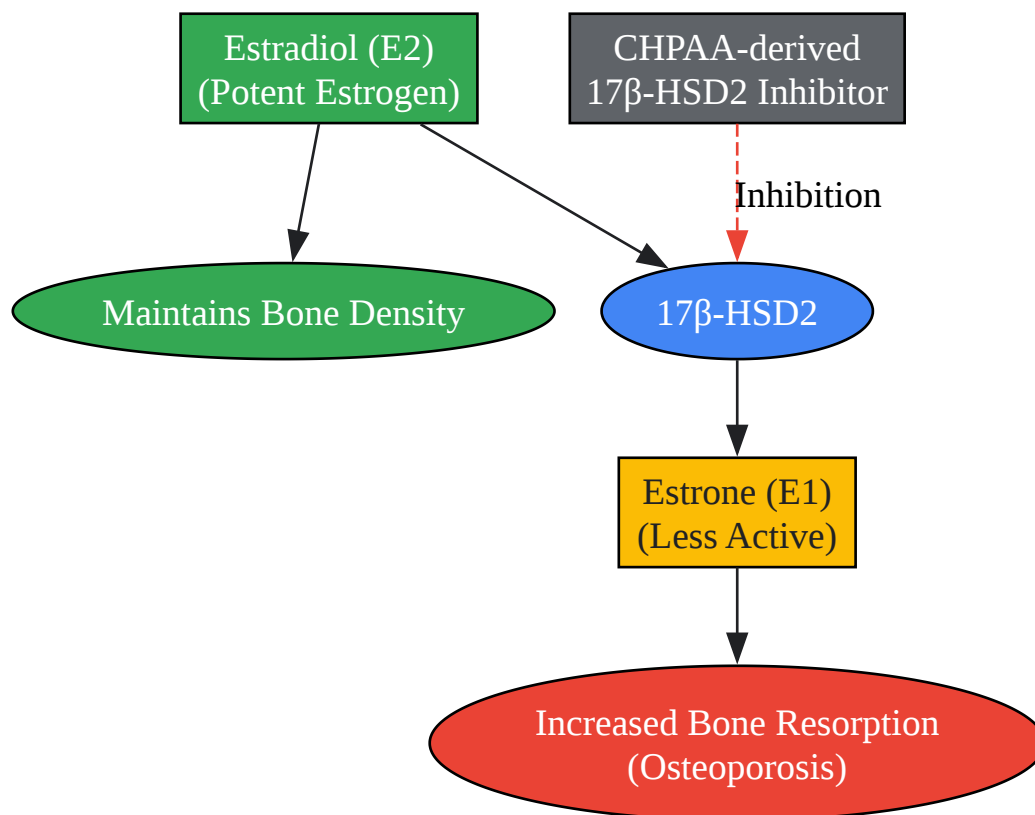 Estradiol (E2)
(Potent Estrogen)
CHPAA-derived
17β-HSD2 Inhibitor
Inhibition
Maintains Bone Density
17β-HSD2
Estrone (E1)
(Less Active)
Increased Bone Resorption
(Osteoporosis)